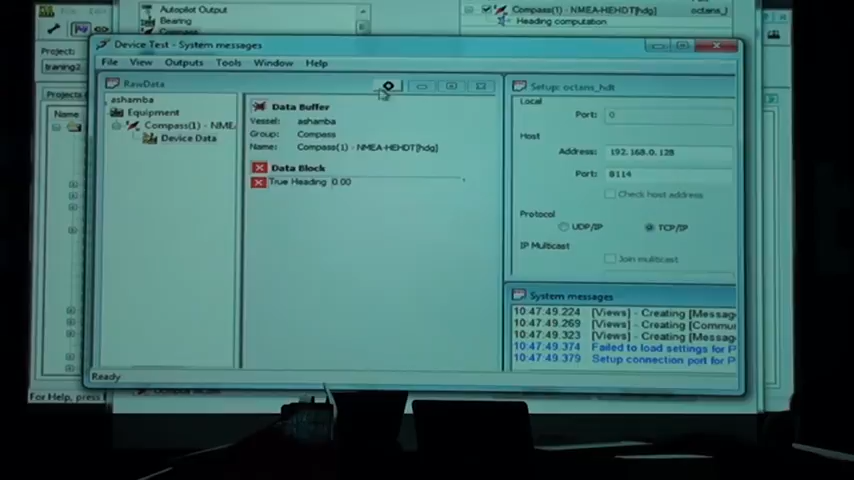 Autopilot Output
Bearing
Compass(1) - NMEA-HEHDT[hdg]
octans_l
Heading computation
Project:
traning2
Projects
Name
For Help, press
Device Test - System messages
File View Outputs Tools Window Help
RawData
ashamba
Equipment
Compass(1) - NME
Device Data
Data Buffer
Vessel: ashamba
Group: Compass
Name: Compass(1) - NMEA-HEHDT[hdg]
Data Block
True Heading 0.00
Setup: octans_hdt
Local
Port: 0
Host
Address: 192.168.0.128
Port: 8114
Check host address
Protocol
UDP/IP
TCP/IP
IP Multicast
Join multicast
System messages
10:47:49.224 [Views] - Creating [Messag
10:47:49.269 [Views] - Creating [Commu
10:47:49.323 [Views] - Creating [Messag
10:47:49.374 Failed to load settings for P
10:47:49.379 Setup connection port for P
Ready